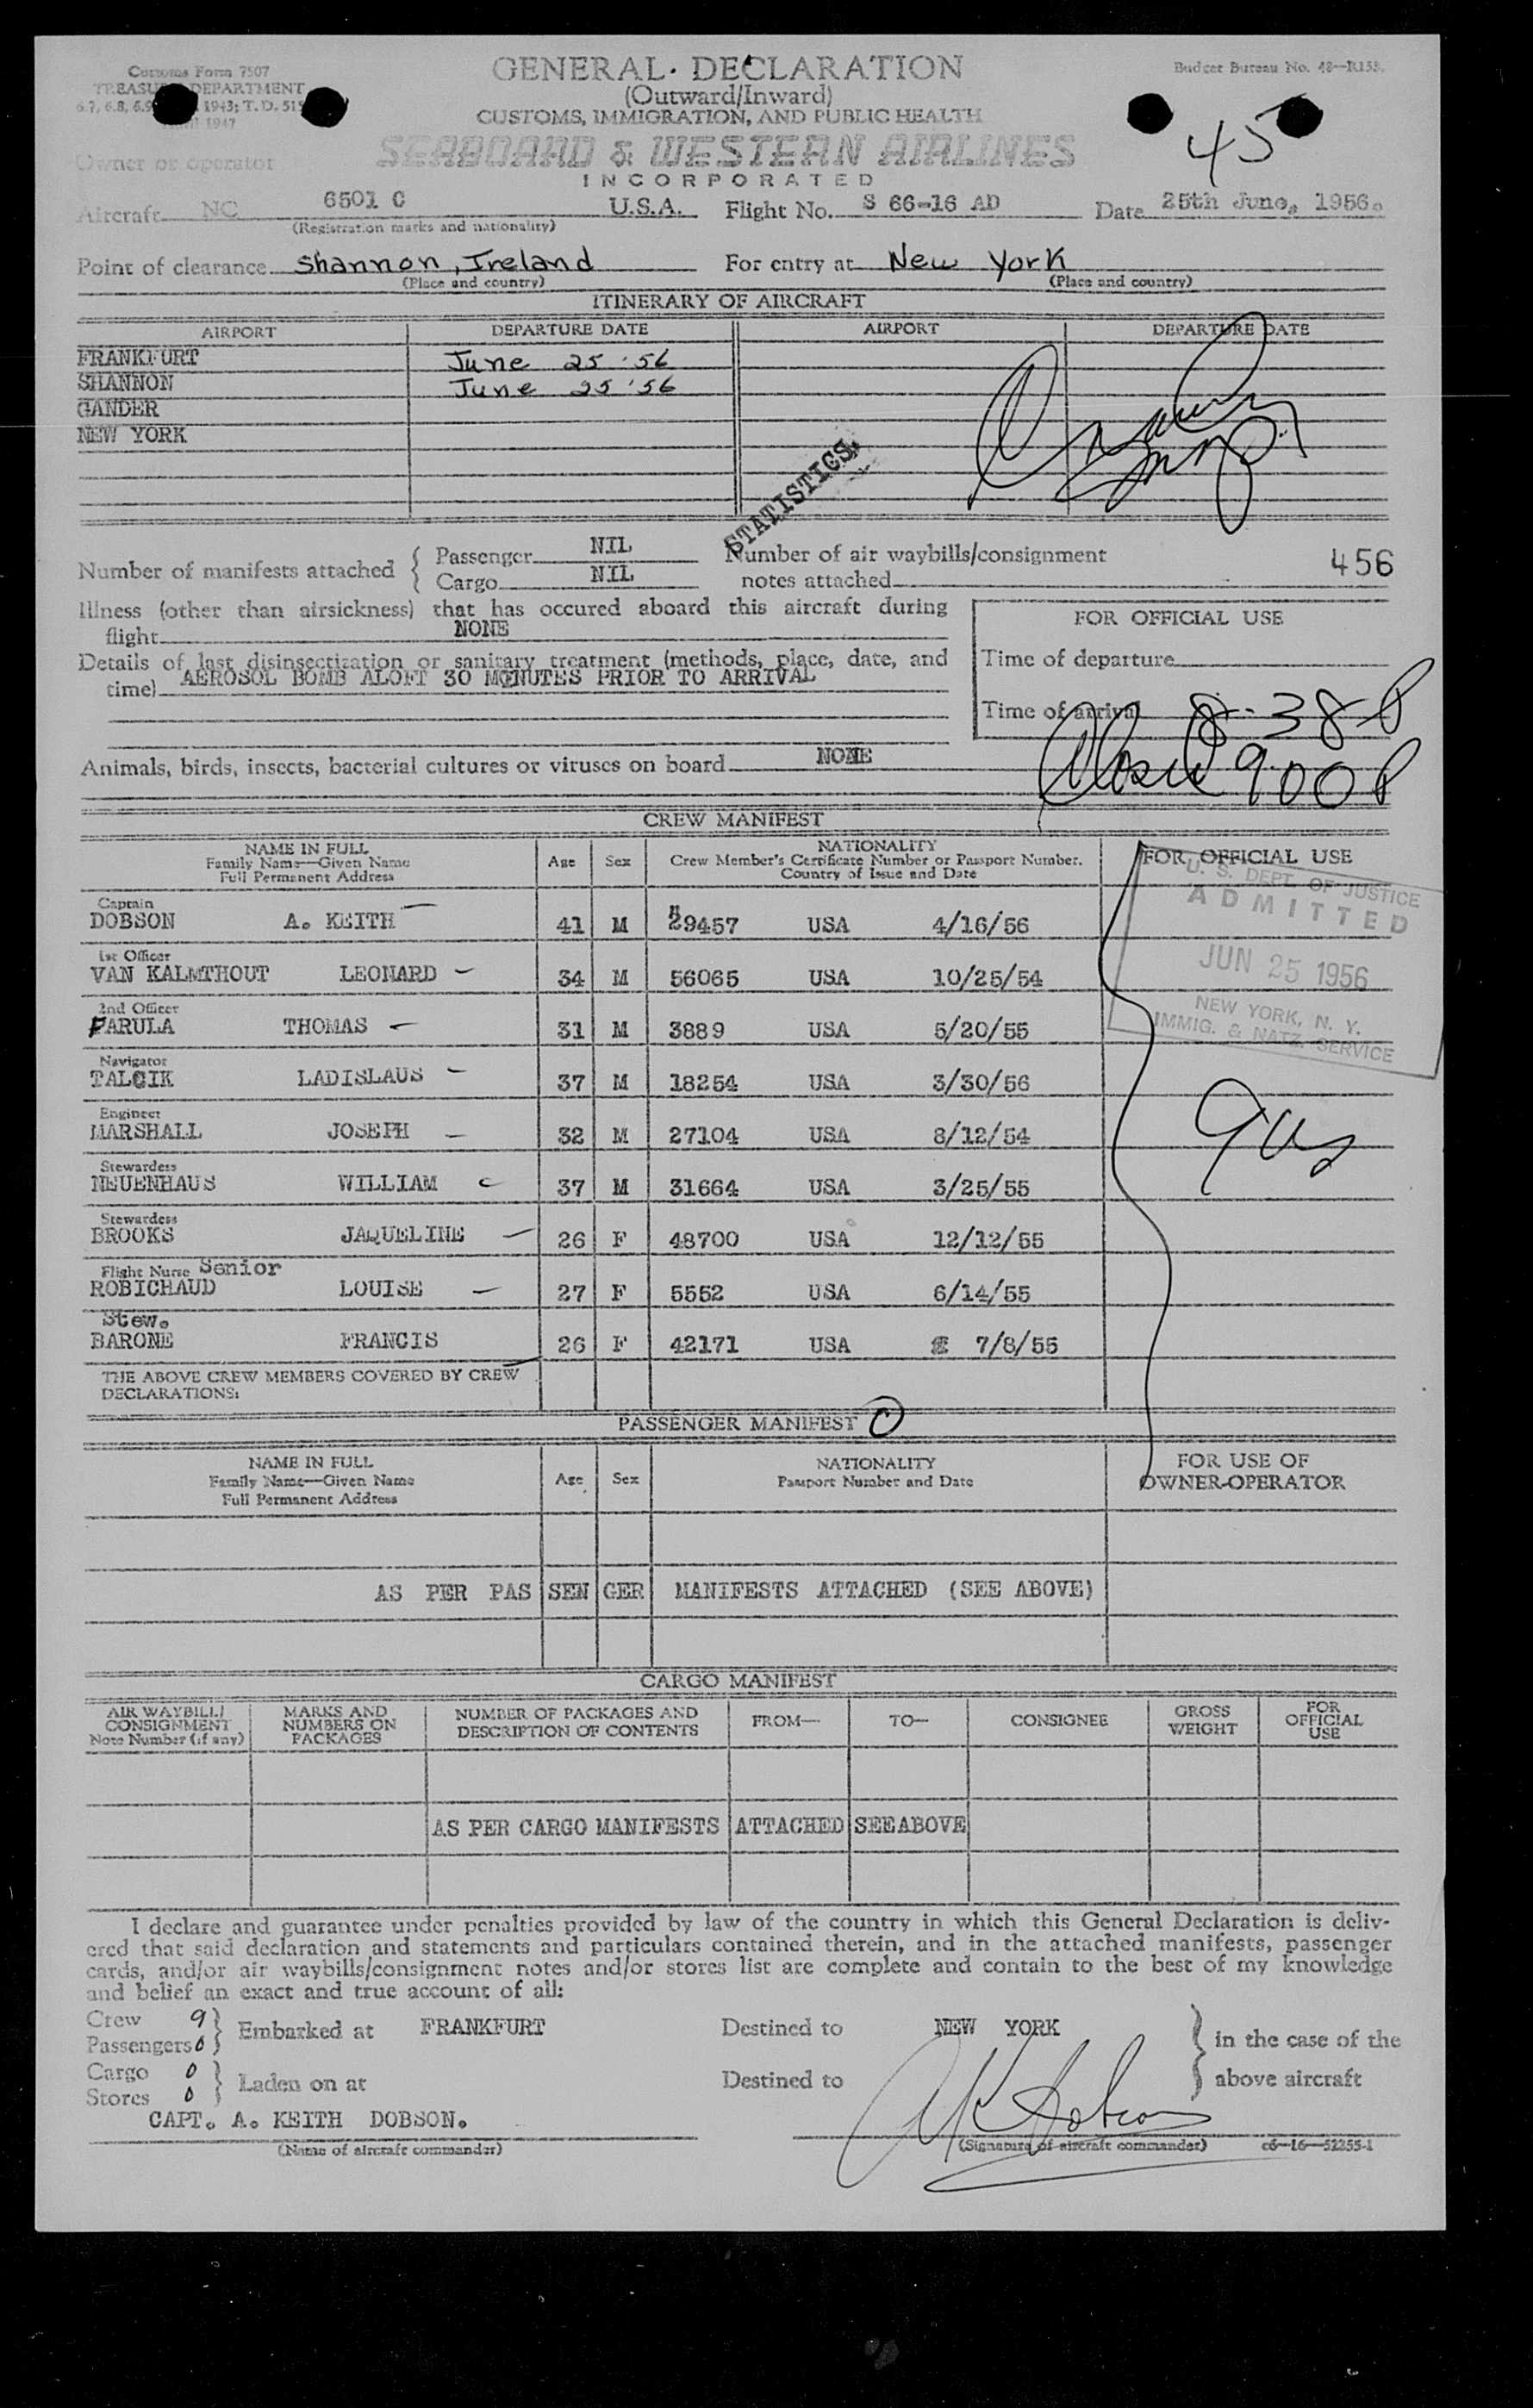 Customs Form 7507
TREASURY DEPARTMENT
1943; T. D.
1947
GENERAL DECLARATION
(Outward/Inward)
CUSTOMS, IMMIGRATION, AND PUBLIC HEALTH
Budget Bureau No. 48—R153.
45
Owner or operator
SEABOARD & WESTERN AIRLINES
INCORPORATED
Aircraft NC 6501 C U.S.A. Flight No. S 66-16 AD Date 25th June, 1956.
(Registration marks and nationality)
Point of clearance Shannon, Ireland For entry at New York
(Place and country) (Place and country)
ITINERARY OF AIRCRAFT
AIRPORT DEPARTURE DATE AIRPORT DEPARTURE DATE
FRANKFURT June 25 '56
SHANNON June 25 '56
GANDER
NEW YORK
STATISTICS
Number of manifests attached { Passenger NIL Number of air waybills/consignment 456
Cargo NIL notes attached
Illness (other than airsickness) that has occured aboard this aircraft during
flight NONE
FOR OFFICIAL USE
Details of last disinsectization or sanitary treatment (methods, place, date, and
time) AEROSOL BOMB ALOFT 30 MINUTES PRIOR TO ARRIVAL
Time of departure
Time of arrival 8-38 P
Closed 9.00 P
Animals, birds, insects, bacterial cultures or viruses on board NONE
CREW MANIFEST
NAME IN FULL Age Sex NATIONALITY FOR OFFICIAL USE
Family Name—Given Name Crew Member's Certificate Number or Passport Number.
Full Permanent Address Country of Issue and Date
U. S. DEPT. OF JUSTICE
ADMITTED
JUN 25 1956
NEW YORK, N. Y.
IMMIG. & NATZ. SERVICE
Captain
DOBSON A. KEITH 41 M 29457 USA 4/16/56
1st Officer
VAN KALMTHOUT LEONARD 34 M 56065 USA 10/25/54
2nd Officer
FARULA THOMAS 31 M 3889 USA 5/20/55
Navigator
TALCIK LADISLAUS 37 M 18254 USA 3/30/56
Engineer
MARSHALL JOSEPH 32 M 27104 USA 8/12/54
Stewardess
NEUENHAUS WILLIAM 37 M 31664 USA 3/25/55
Stewardess
BROOKS JAQUELINE 26 F 48700 USA 12/12/55
Flight Nurse Senior
ROBICHAUD LOUISE 27 F 5552 USA 6/14/55
Stew.
BARONE FRANCIS 26 F 42171 USA 7/8/55
THE ABOVE CREW MEMBERS COVERED BY CREW
DECLARATIONS:
PASSENGER MANIFEST 0
NAME IN FULL Age Sex NATIONALITY FOR USE OF
Family Name—Given Name Passport Number and Date OWNER-OPERATOR
Full Permanent Address
AS PER PAS SEN GER MANIFESTS ATTACHED (SEE ABOVE)
CARGO MANIFEST
AIR WAYBILL/ MARKS AND NUMBER OF PACKAGES AND FROM— TO— CONSIGNEE GROSS FOR
CONSIGNMENT NUMBERS ON DESCRIPTION OF CONTENTS WEIGHT OFFICIAL
Note Number (if any) PACKAGES USE
AS PER CARGO MANIFESTS ATTACHED SEE ABOVE
I declare and guarantee under penalties provided by law of the country in which this General Declaration is deliv-
ered that said declaration and statements and particulars contained therein, and in the attached manifests, passenger
cards, and/or air waybills/consignment notes and/or stores list are complete and contain to the best of my knowledge
and belief an exact and true account of all:
Crew 9 } Embarked at FRANKFURT Destined to NEW YORK } in the case of the
Passengers 0
Cargo 0 } Laden on at Destined to above aircraft
Stores 0
CAPT. A. KEITH DOBSON. AK Dobson
(Name of aircraft commander) (Signature of aircraft commander) c6—16—52255-1